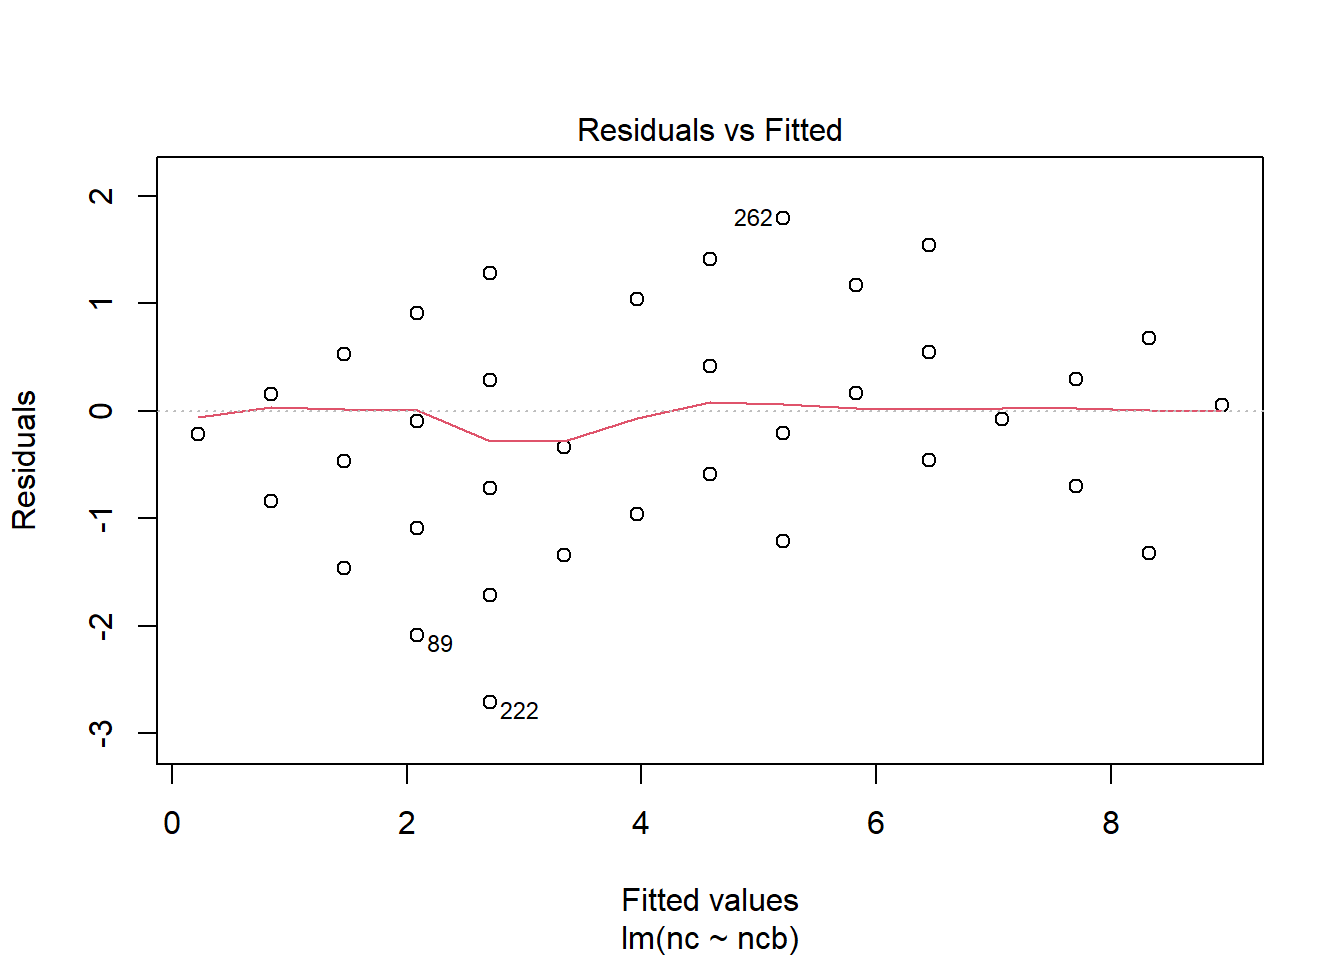 Residuals vs Fitted
Residuals
2
1
0
-1
-2
-3
262
89
222
0 2 4 6 8
Fitted values
lm(nc ~ ncb)